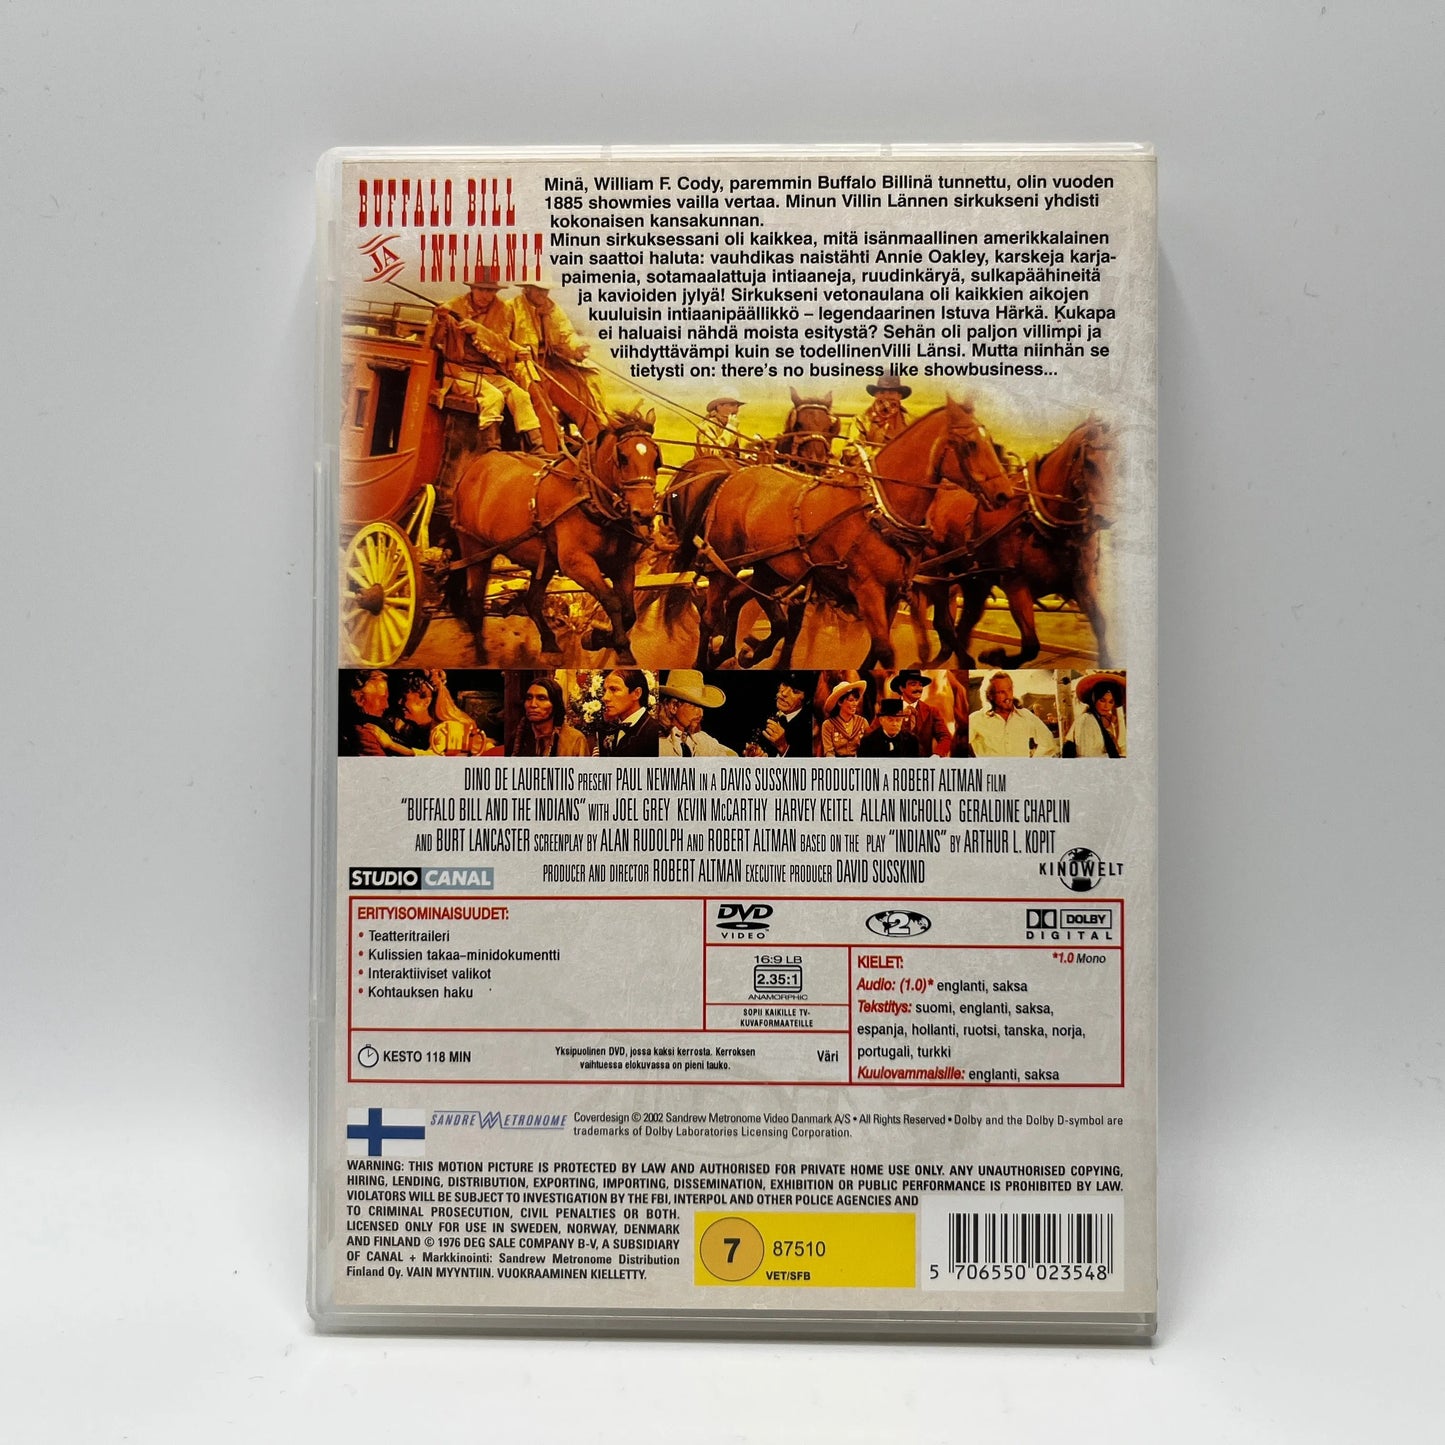 BUFFALO BILL
JA INTIAANIT
Minä, William F. Cody, paremmin Buffalo Billinä tunnettu, olin vuoden
1885 showmies vailla vertaa. Minun Villin Lännen sirkukseni yhdisti
kokonaisen kansakunnan.
Minun sirkuksessani oli kaikkea, mitä isänmaallinen amerikkalainen
vain saattoi haluta: vauhdikas naistähti Annie Oakley, karskeja karja-
paimenia, sotamaalattuja intiaaneja, ruudinkäryä, sulkapäähineitä
ja kavioiden jylyä! Sirkukseni vetonaulana oli kaikkien aikojen
kuuluisin intiaanipäällikkö – legendaarinen Istuva Härkä. Kukapa
ei haluaisi nähdä moista esitystä? Sehän oli paljon villimpi ja
viihdyttävämpi kuin se todellinenVilli Länsi. Mutta niinhän se
tietysti on: there's no business like showbusiness...
DINO DE LAURENTIIS PRESENT PAUL NEWMAN IN A DAVIS SUSSKIND PRODUCTION A ROBERT ALTMAN FILM
"BUFFALO BILL AND THE INDIANS" WITH JOEL GREY KEVIN McCARTHY HARVEY KEITEL ALLAN NICHOLLS GERALDINE CHAPLIN
AND BURT LANCASTER SCREENPLAY BY ALAN RUDOLPH AND ROBERT ALTMAN BASED ON THE PLAY "INDIANS" BY ARTHUR L. KOPIT
PRODUCER AND DIRECTOR ROBERT ALTMAN EXECUTIVE PRODUCER DAVID SUSSKIND
STUDIO CANAL
KINOWELT
ERITYISOMINAISUUDET:
• Teatteritraileri
• Kulissien takaa–minidokumentti
• Interaktiiviset valikot
• Kohtauksen haku
DVD
VIDEO
2
DOLBY
DIGITAL
16:9 LB
2.35:1
ANAMORPHIC
SOPII KAIKILLE TV-
KUVAFORMAATEILLE
*1.0 Mono
KIELET:
Audio: (1.0)* englanti, saksa
Tekstitys: suomi, englanti, saksa,
espanja, hollanti, ruotsi, tanska, norja,
portugali, turkki
Kuulovammaisille: englanti, saksa
KESTO 118 MIN
Yksipuolinen DVD, jossa kaksi kerrosta. Kerroksen
vaihtuessa elokuvassa on pieni tauko.
Väri
SANDREW METRONOME
Coverdesign © 2002 Sandrew Metronome Video Danmark A/S • All Rights Reserved • Dolby and the Dolby D-symbol are
trademarks of Dolby Laboratories Licensing Corporation.
WARNING: THIS MOTION PICTURE IS PROTECTED BY LAW AND AUTHORISED FOR PRIVATE HOME USE ONLY. ANY UNAUTHORISED COPYING,
HIRING, LENDING, DISTRIBUTION, EXPORTING, IMPORTING, DISSEMINATION, EXHIBITION OR PUBLIC PERFORMANCE IS PROHIBITED BY LAW.
VIOLATORS WILL BE SUBJECT TO INVESTIGATION BY THE FBI, INTERPOL AND OTHER POLICE AGENCIES AND
TO CRIMINAL PROSECUTION, CIVIL PENALTIES OR BOTH.
LICENSED ONLY FOR USE IN SWEDEN, NORWAY, DENMARK
AND FINLAND © 1976 DEG SALE COMPANY B-V, A SUBSIDIARY
OF CANAL + Markkinointi: Sandrew Metronome Distribution
Finland Oy. VAIN MYYNTIIN. VUOKRAAMINEN KIELLETTY.
7
87510
VET/SFB
5 706550 023548